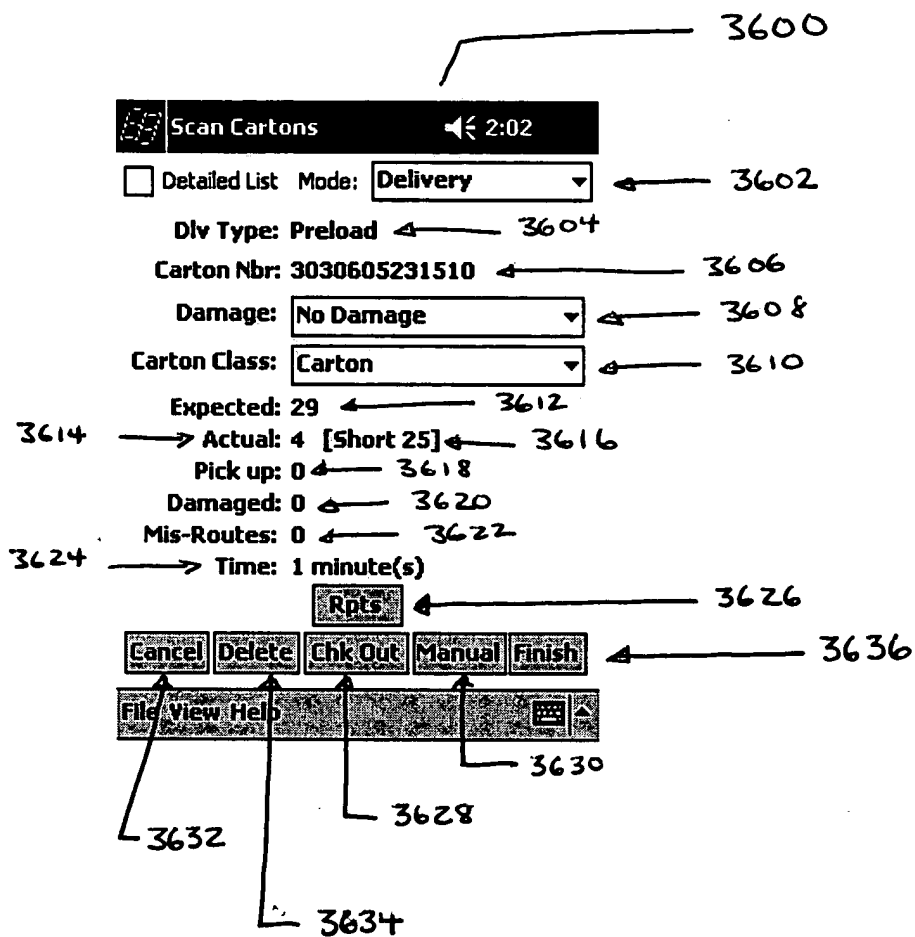 3600
Scan Cartons 2:02
Detailed List Mode: Delivery 3602
Dlv Type: Preload 3604
Carton Nbr: 3030605231510 3606
Damage: No Damage 3608
Carton Class: Carton 3610
Expected: 29 3612
3614 Actual: 4 [Short 25] 3616
Pick up: 0 3618
Damaged: 0 3620
Mis-Routes: 0 3622
3624 Time: 1 minute(s)
Rpts 3626
Cancel Delete Chk Out Manual Finish 3636
File View Help
3630
3632 3628
3634